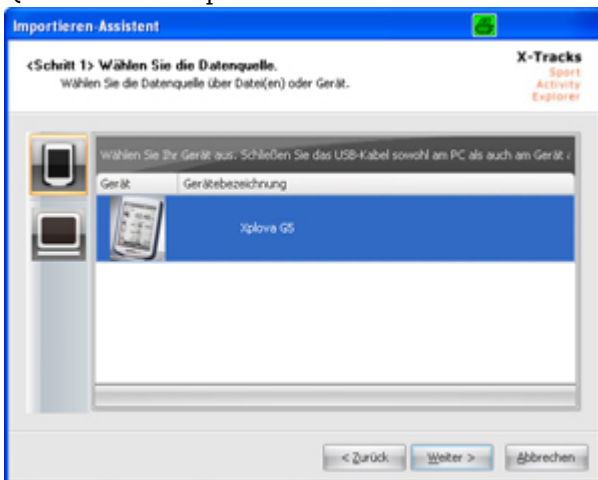 Importieren-Assistent
<Schritt 1> Wählen Sie die Datenquelle.
Wählen Sie die Datenquelle über Datei(en) oder Gerät.
X-Tracks
Sport
Activity
Explorer
Wählen Sie Ihr Gerät aus. Schließen Sie das USB-Kabel sowohl am PC als auch am Gerät
Gerät Gerätebezeichnung
Xplova G5
< Zurück Weiter > Abbrechen